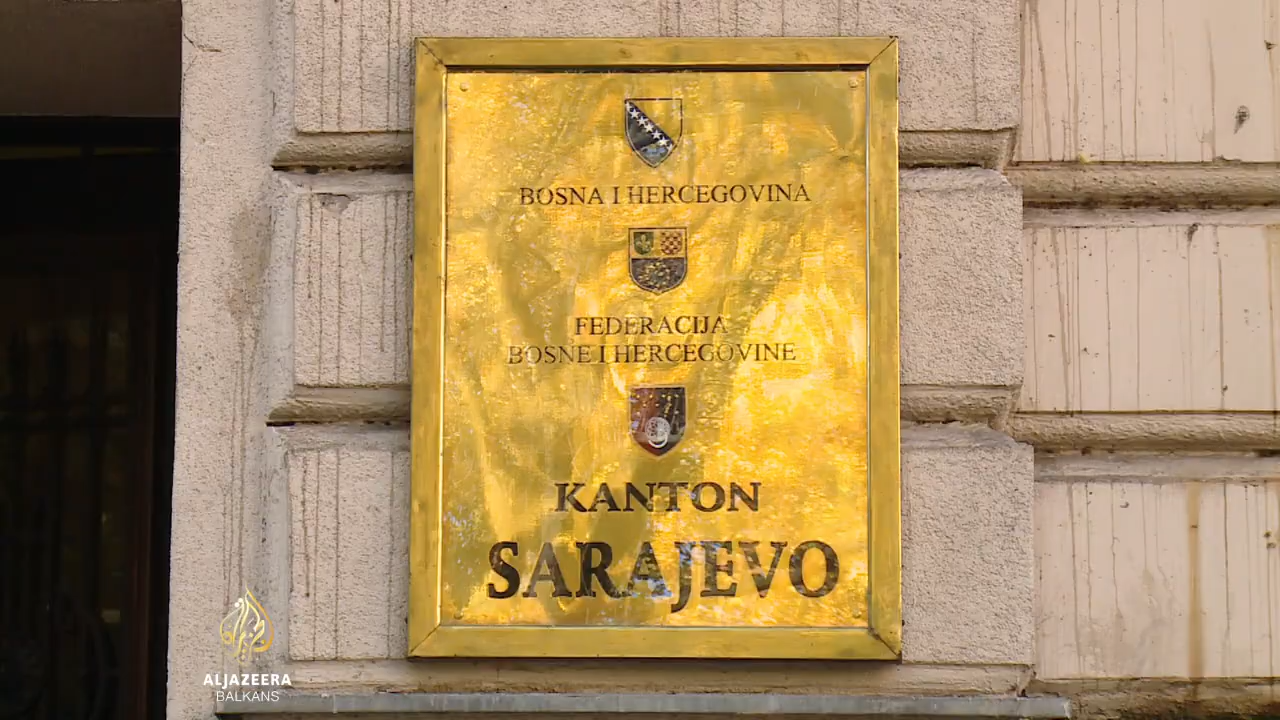 BOSNA I HERCEGOVINA
FEDERACIJA
BOSNE I HERCEGOVINE
KANTON
SARAJEVO
ALJAZEERA
BALKANS